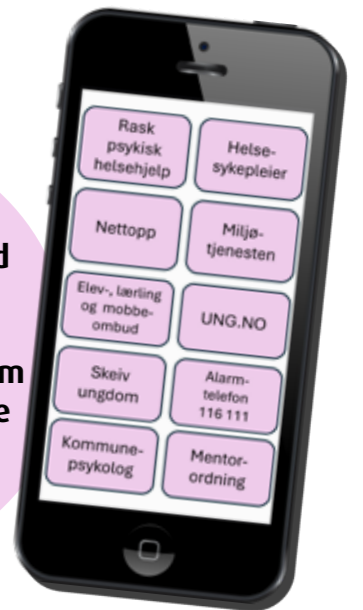 Rask
psykisk
helsehjelp
Helse-
sykepleier
Nettopp
Miljø-
tjenesten
Elev-, lærling
og mobbe-
ombud
UNG.NO
Skeiv
ungdom
Alarm-
telefon
116 111
Kommune-
psykolog
Mentor-
ordning
d
m
e